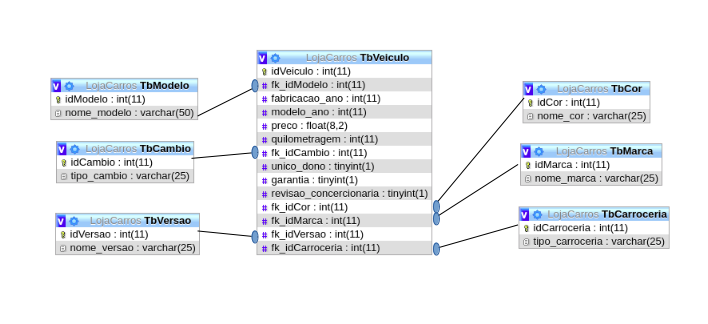 LojaCarros TbModelo
idModelo : int(11)
nome_modelo : varchar(50)
LojaCarros TbCambio
idCambio : int(11)
tipo_cambio : varchar(25)
LojaCarros TbVersao
idVersao : int(11)
nome_versao : varchar(25)
LojaCarros TbVeiculo
idVeiculo : int(11)
fk_idModelo : int(11)
fabricacao_ano : int(11)
modelo_ano : int(11)
preco : float(8,2)
quilometragem : int(11)
fk_idCambio : int(11)
unico_dono : tinyint(1)
garantia : tinyint(1)
revisao_concercionaria : tinyint(1)
fk_idCor : int(11)
fk_idMarca : int(11)
fk_idVersao : int(11)
fk_idCarroceria : int(11)
LojaCarros TbCor
idCor : int(11)
nome_cor : varchar(25)
LojaCarros TbMarca
idMarca : int(11)
nome_marca : varchar(25)
LojaCarros TbCarroceria
idCarroceria : int(11)
tipo_carroceria : varchar(25)